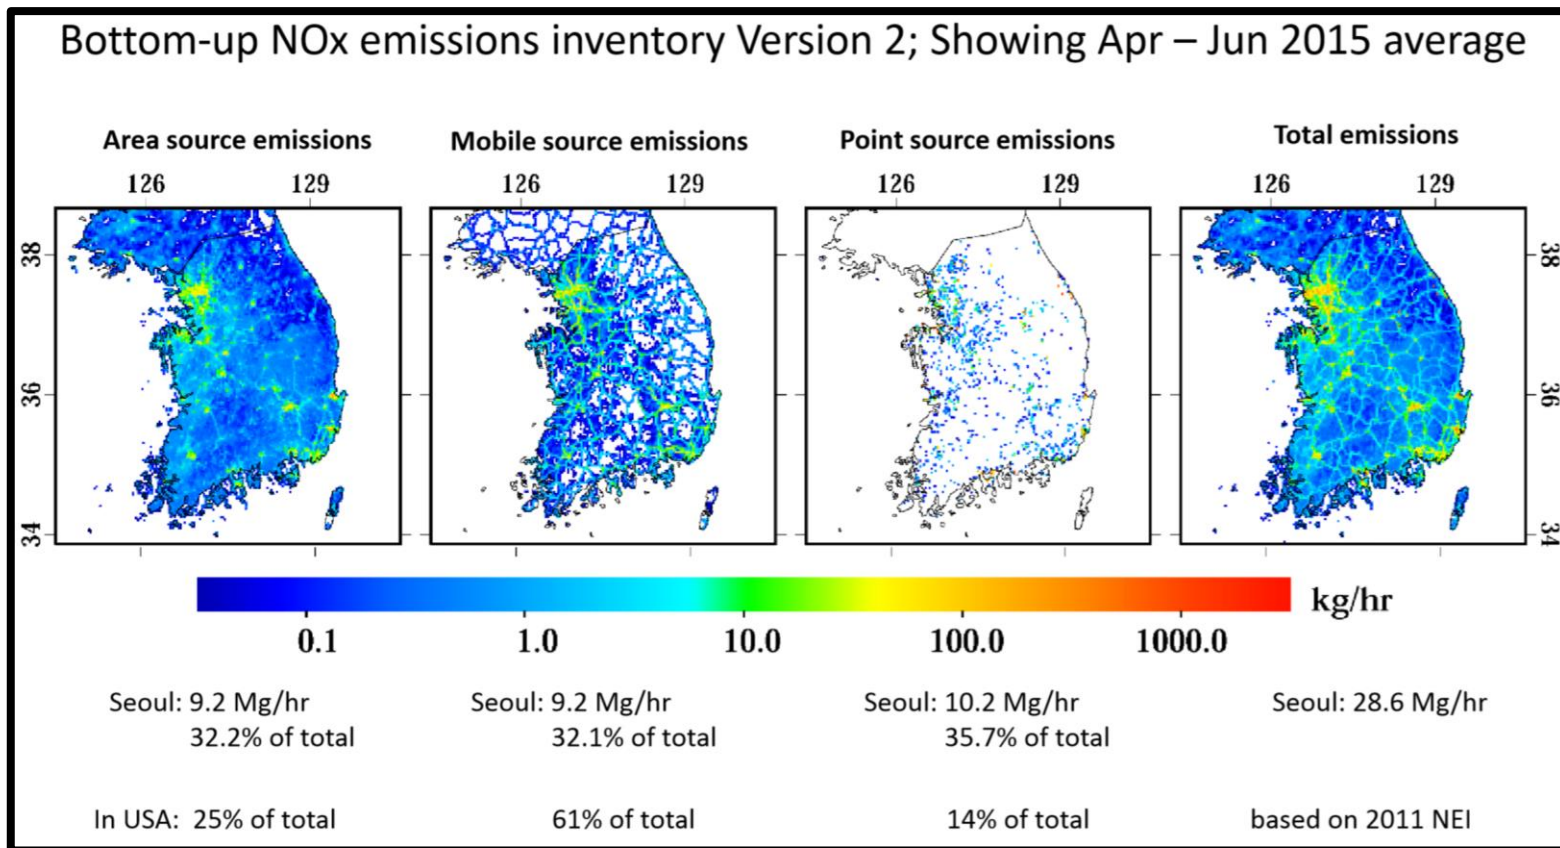 Bottom-up NOx emissions inventory Version 2; Showing Apr – Jun 2015 average
Area source emissions
Mobile source emissions
Point source emissions
Total emissions
126 129
126 129
126 129
126 129
38
36
34
38
36
34
0.1 1.0 10.0 100.0 1000.0 kg/hr
Seoul: 9.2 Mg/hr
32.2% of total
Seoul: 9.2 Mg/hr
32.1% of total
Seoul: 10.2 Mg/hr
35.7% of total
Seoul: 28.6 Mg/hr
In USA: 25% of total
61% of total
14% of total
based on 2011 NEI